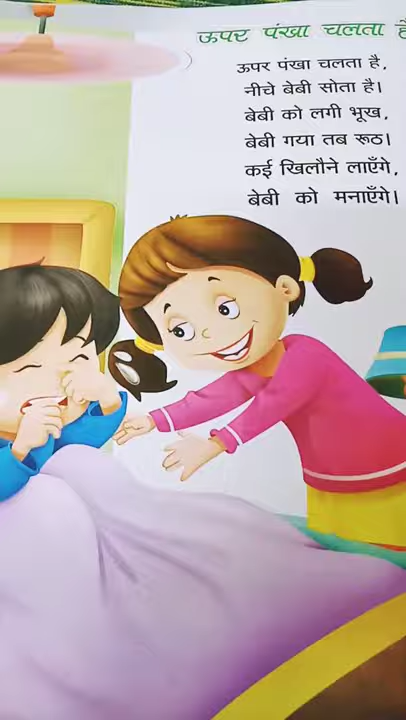 ऊपर पंखा चलता है
ऊपर पंखा चलता है,
नीचे बेबी सोता है।
बेबी को लगी भूख,
बेबी गया तब रूठ।
कई खिलौने लाएँगे,
बेबी को मनाएँगे।